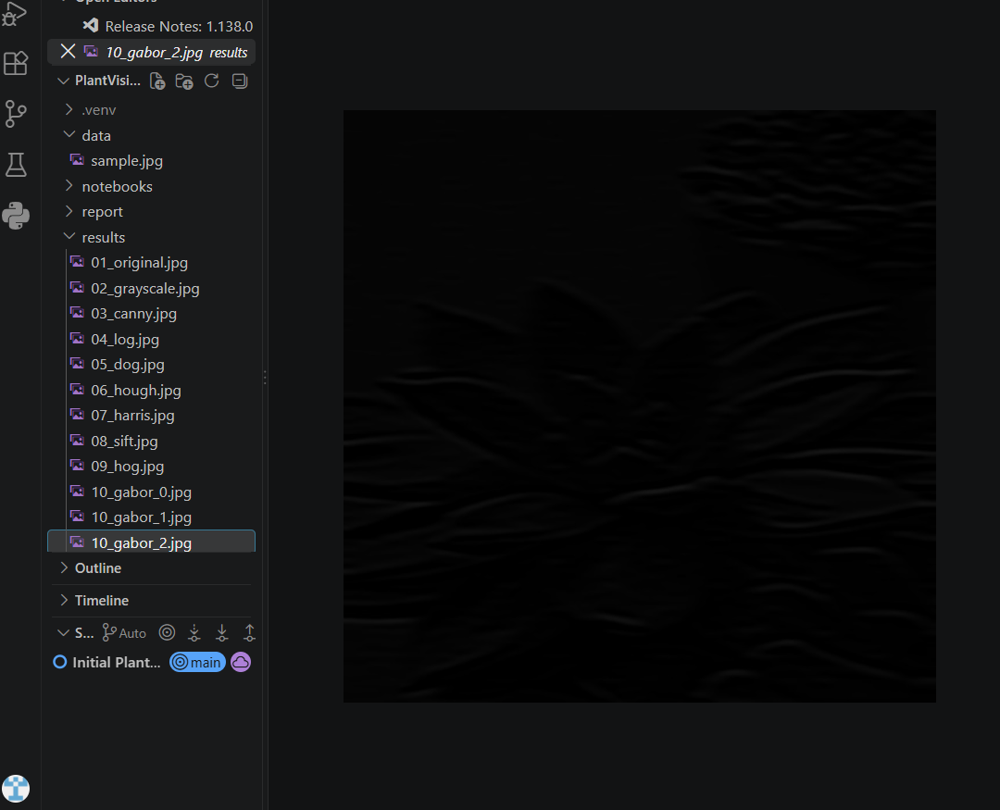 Release Notes: 1.138.0
10_gabor_2.jpg results
PlantVisi...
.venv
data
sample.jpg
notebooks
report
results
01_original.jpg
02_grayscale.jpg
03_canny.jpg
04_log.jpg
05_dog.jpg
06_hough.jpg
07_harris.jpg
08_sift.jpg
09_hog.jpg
10_gabor_0.jpg
10_gabor_1.jpg
10_gabor_2.jpg
Outline
Timeline
S... Auto
Initial Plant... main